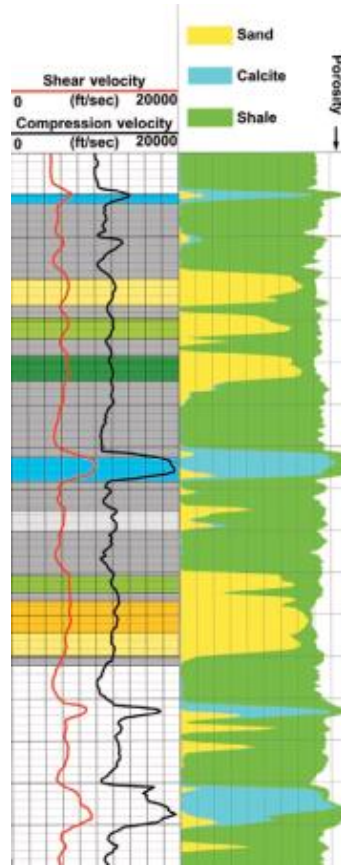 Sand
Calcite
Shale
Porosity
Shear velocity
0 (ft/sec) 20000
Compression velocity
0 (ft/sec) 20000